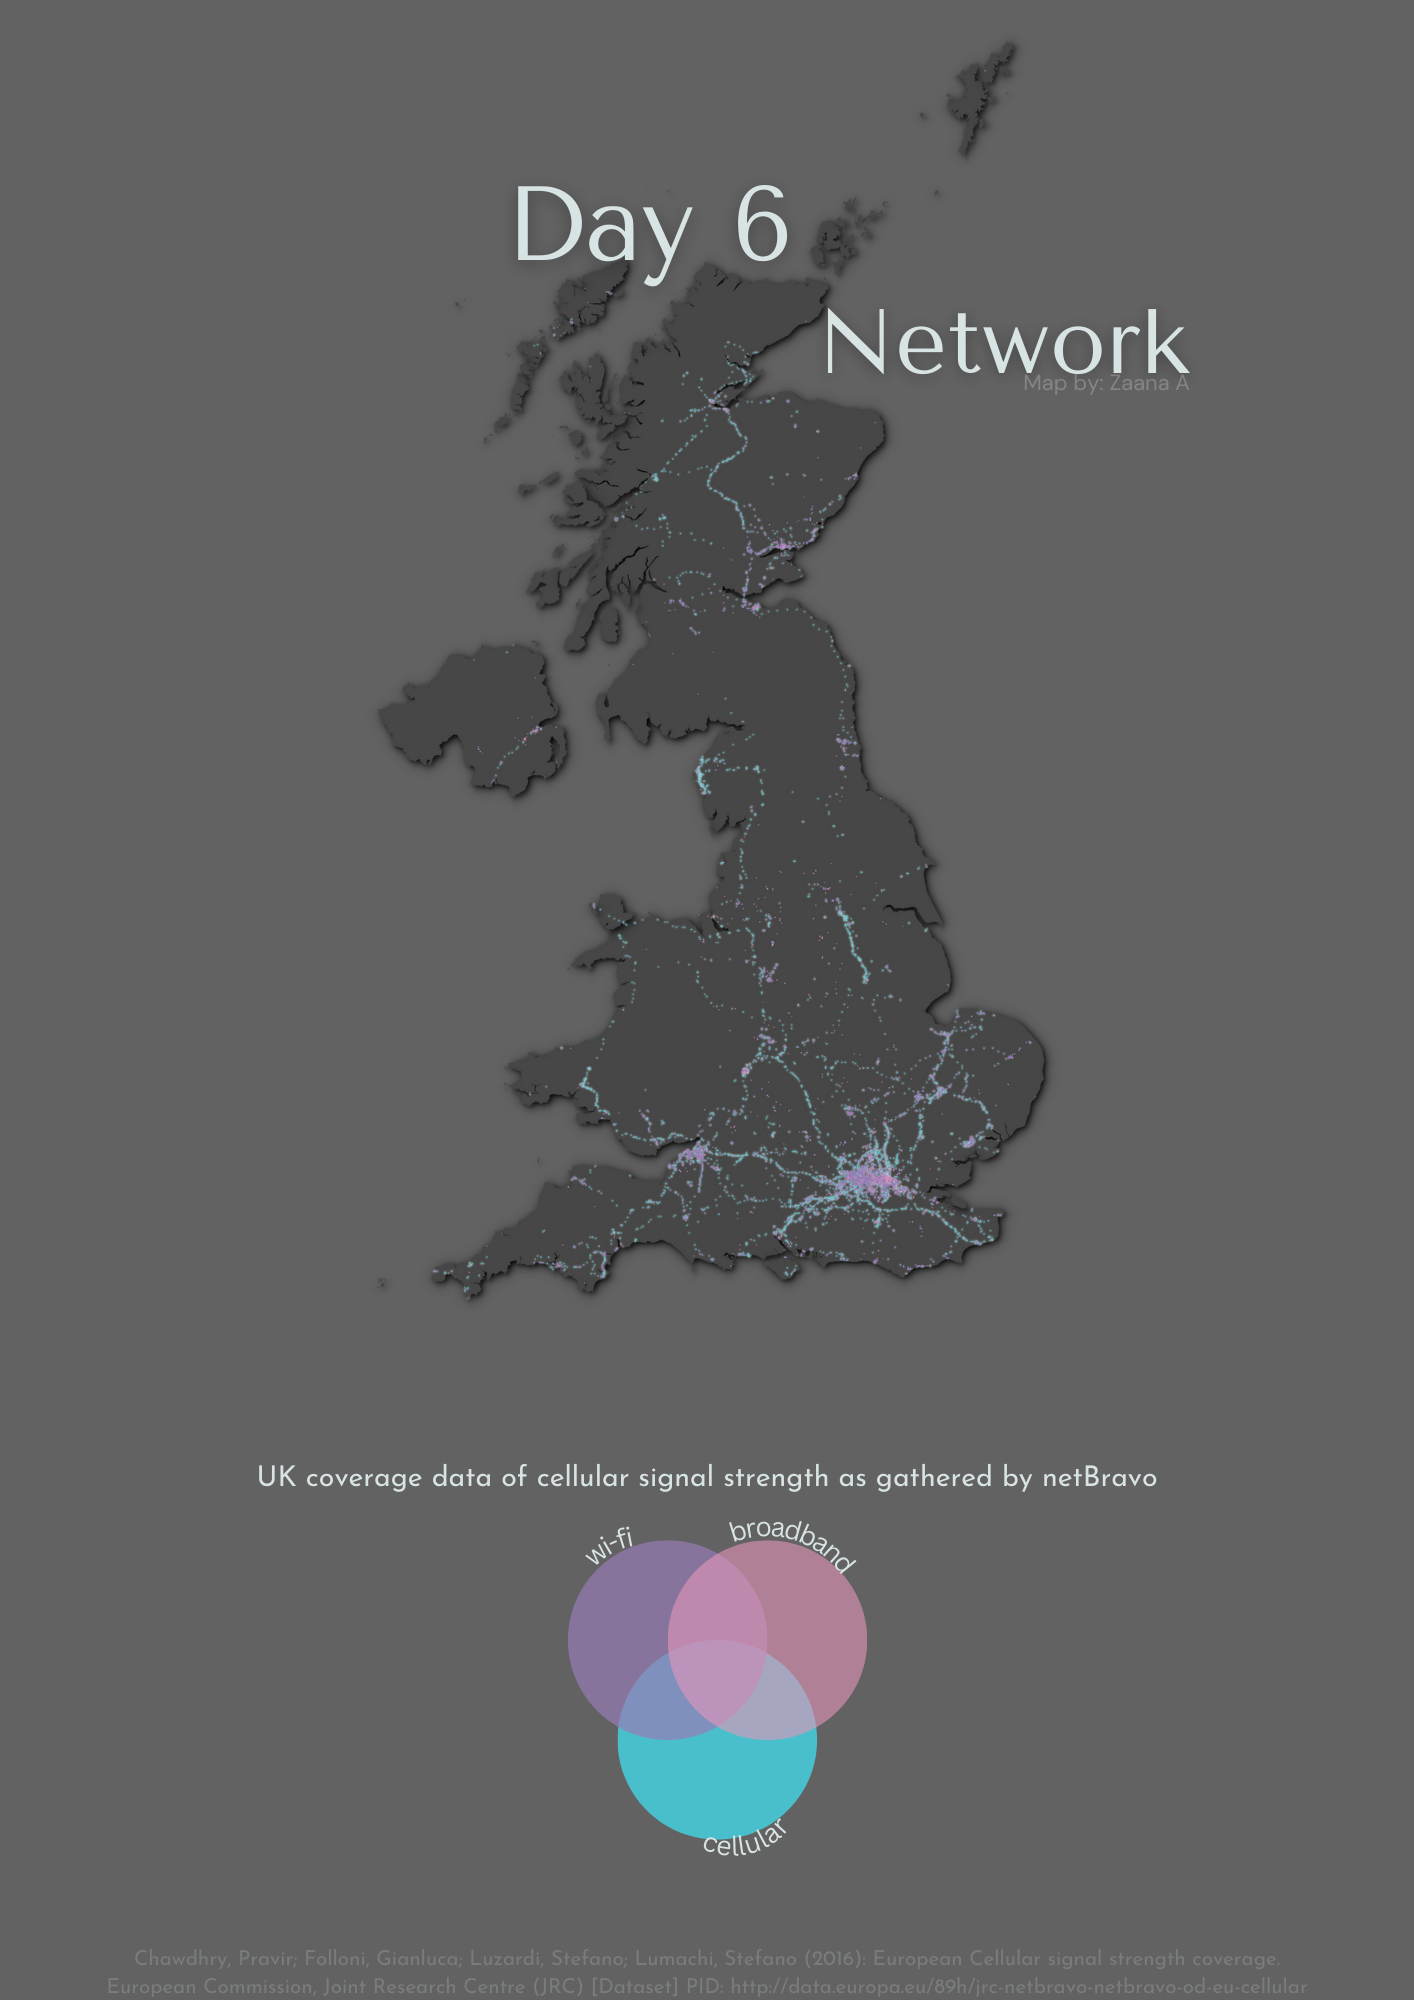 Day 6
Network
Map by: Zaana A
UK coverage data of cellular signal strength as gathered by netBravo
wi-fi
broadband
cellular
Chawdhry, Pravir; Folloni, Gianluca; Luzardi, Stefano; Lumachi, Stefano (2016): European Cellular signal strength coverage.
European Commission, Joint Research Centre (JRC) [Dataset] PID: http://data.europa.eu/89h/jrc-netbravo-netbravo-od-eu-cellular